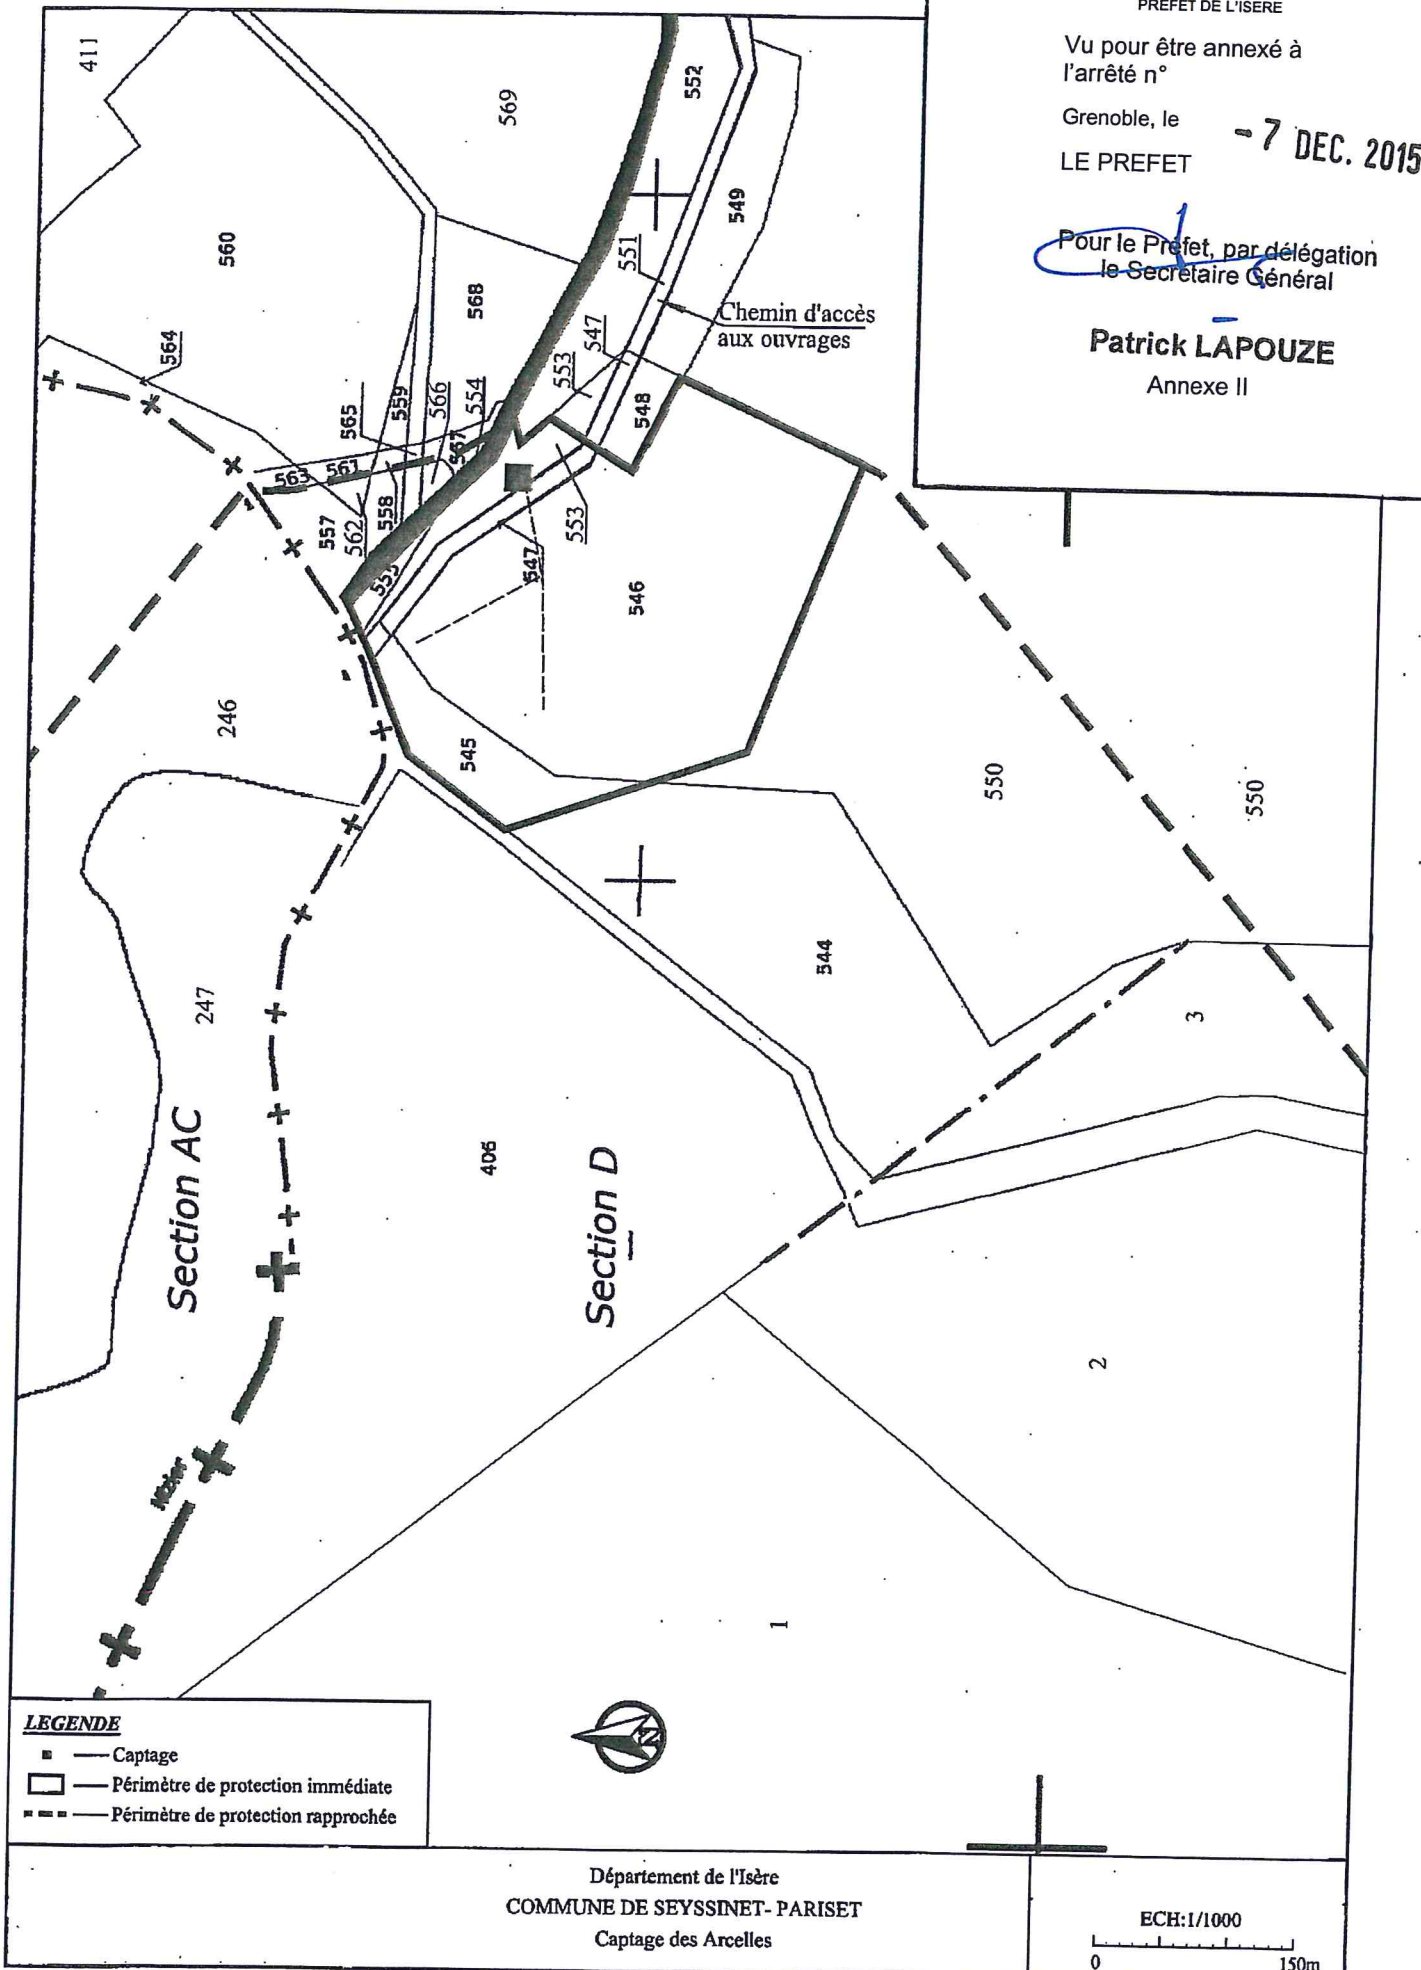 PREFET DE L'ISERE
Vu pour être annexé à
l'arrêté n°
Grenoble, le
- 7 DEC. 2015
LE PREFET
Pour le Préfet, par délégation
le Secrétaire Général
Patrick LAPOUZE
Annexe II
411
569
552
560
549
551
564
568
Chemin d'accès
aux ouvrages
547
553
565
559
566
554
548
567
563
561
557
562
558
553
555
547
546
246
545
550
550
544
247
3
Section AC
406
Section D
2
1
N
LEGENDE
Captage
Périmètre de protection immédiate
Périmètre de protection rapprochée
Département de l'Isère
COMMUNE DE SEYSSINET- PARISET
Captage des Arcelles
ECH:1/1000
0 150m